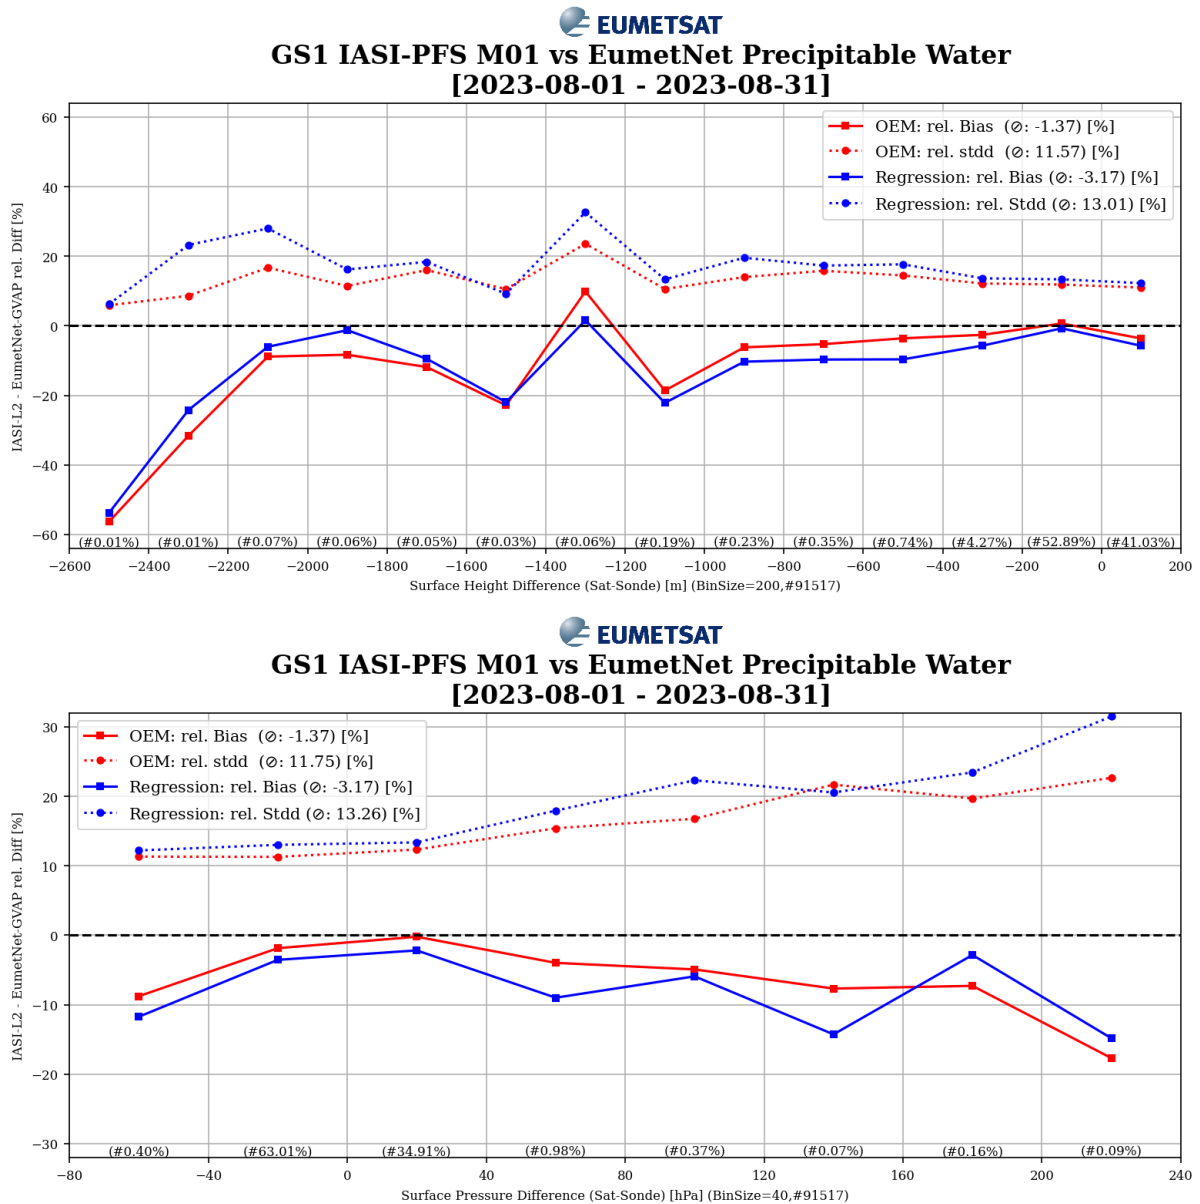 EUMETSAT
GS1 IASI-PFS M01 vs EumetNet Precipitable Water
[2023-08-01 - 2023-08-31]
IASI-L2 - EumetNet-GVAP rel. Diff [%]
60
40
20
0
−20
−40
−60
OEM: rel. Bias (⊘: -1.37) [%]
OEM: rel. stdd (⊘: 11.57) [%]
Regression: rel. Bias (⊘: -3.17) [%]
Regression: rel. Stdd (⊘: 13.01) [%]
(#0.01%) (#0.01%) (#0.07%) (#0.06%) (#0.05%) (#0.03%) (#0.06%) (#0.19%) (#0.23%) (#0.35%) (#0.74%) (#4.27%) (#52.89%) (#41.03%)
−2600 −2400 −2200 −2000 −1800 −1600 −1400 −1200 −1000 −800 −600 −400 −200 0 200
Surface Height Difference (Sat-Sonde) [m] (BinSize=200,#91517)
EUMETSAT
GS1 IASI-PFS M01 vs EumetNet Precipitable Water
[2023-08-01 - 2023-08-31]
IASI-L2 - EumetNet-GVAP rel. Diff [%]
30
20
10
0
−10
−20
−30
OEM: rel. Bias (⊘: -1.37) [%]
OEM: rel. stdd (⊘: 11.75) [%]
Regression: rel. Bias (⊘: -3.17) [%]
Regression: rel. Stdd (⊘: 13.26) [%]
(#0.40%) (#63.01%) (#34.91%) (#0.98%) (#0.37%) (#0.07%) (#0.16%) (#0.09%)
−80 −40 0 40 80 120 160 200 240
Surface Pressure Difference (Sat-Sonde) [hPa] (BinSize=40,#91517)